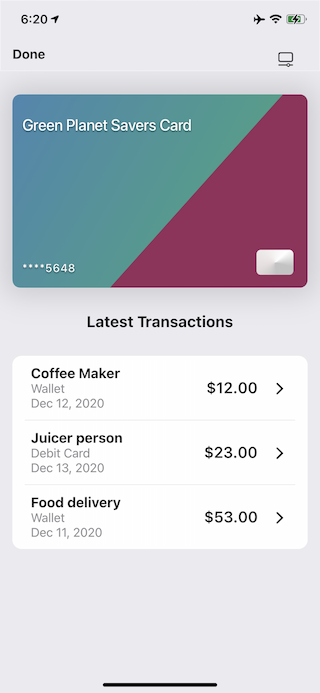 6:20
Done
Green Planet Savers Card
****5648
Latest Transactions
Coffee Maker
Wallet
Dec 12, 2020
$12.00
Juicer person
Debit Card
Dec 13, 2020
$23.00
Food delivery
Wallet
Dec 11, 2020
$53.00